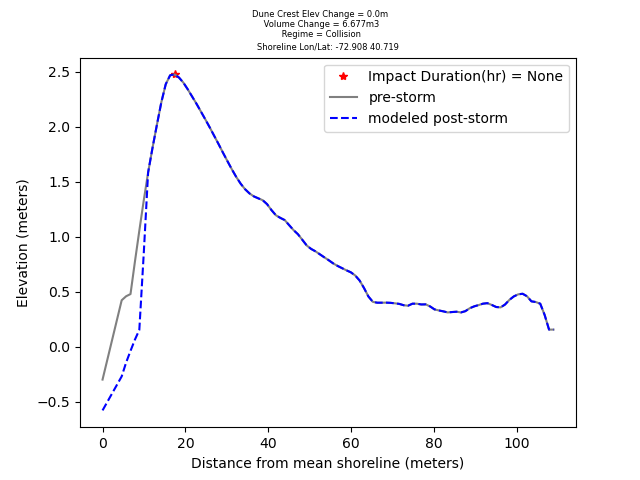 Dune Crest Elev Change = 0.0m
Volume Change = 6.677m3
Regime = Collision
Shoreline Lon/Lat: -72.908 40.719
Impact Duration(hr) = None
pre-storm
modeled post-storm
Elevation (meters)
2.5
2.0
1.5
1.0
0.5
0.0
−0.5
0 20 40 60 80 100
Distance from mean shoreline (meters)